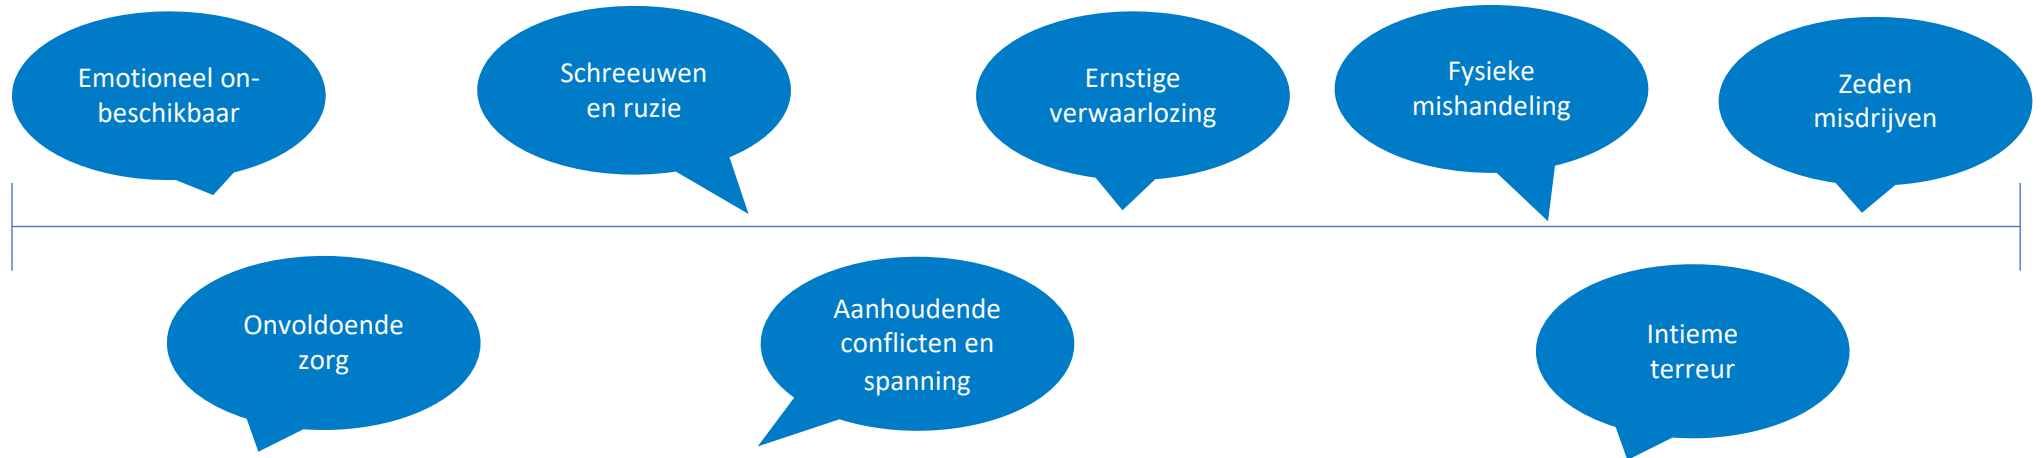 Emotioneel on-
beschikbaar
Schreeuwen
en ruzie
Ernstige
verwaarlozing
Fysieke
mishandeling
Zeden
misdrijven
Onvoldoende
zorg
Aanhoudende
conflicten en
spanning
Intieme
terreur